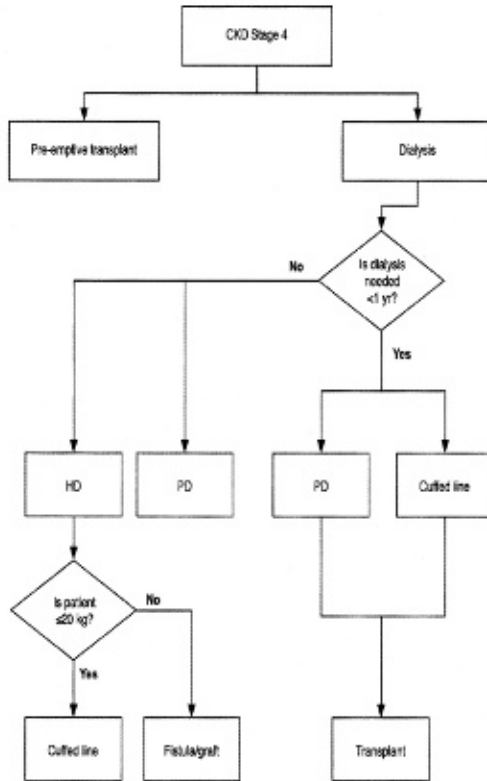 CKD Stage 4
Pre-emptive transplant
Dialysis
Is dialysis
needed
<1 yr?
No
Yes
HD
PD
PD
Cuffed line
Is patient
≤20 kg?
No
Yes
Cuffed line
Fistula/graft
Transplant